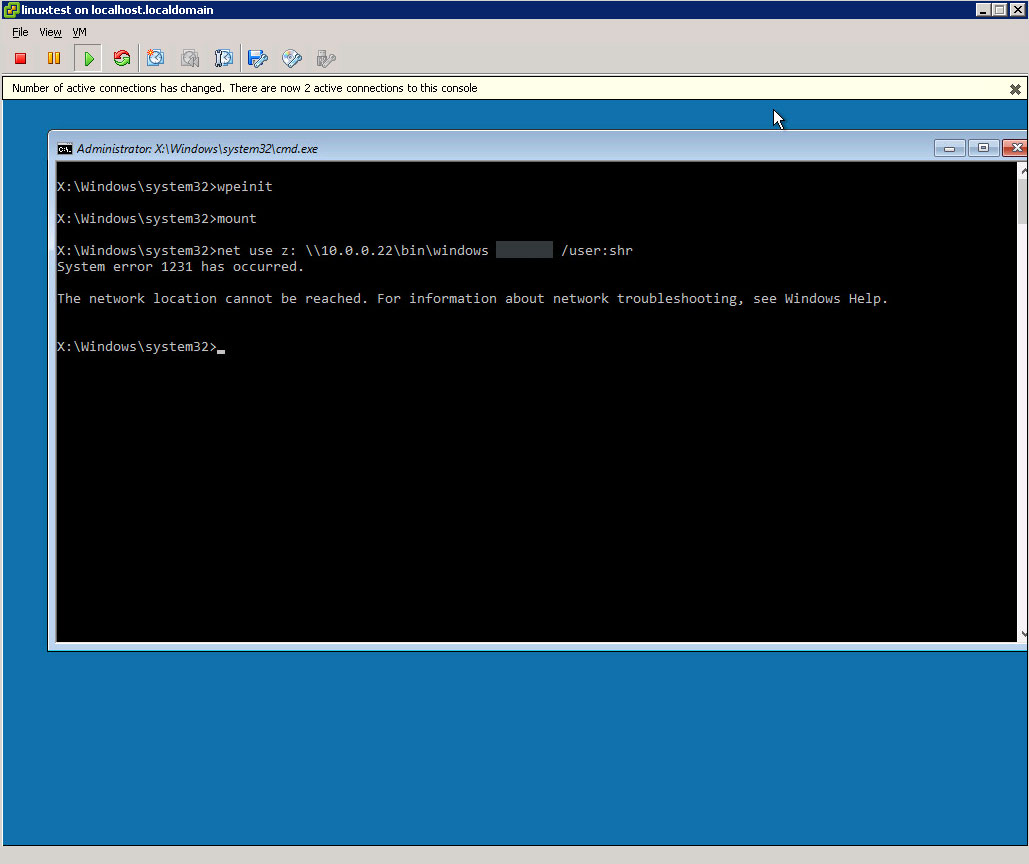 linuxtest on localhost.localdomain
File View VM
Number of active connections has changed. There are now 2 active connections to this console
Administrator: X:\Windows\system32\cmd.exe
X:\Windows\system32>wpeinit
X:\Windows\system32>mount
X:\Windows\system32>net use z: \\10.0.0.22\bin\windows /user:shr
System error 1231 has occurred.
The network location cannot be reached. For information about network troubleshooting, see Windows Help.
X:\Windows\system32>_